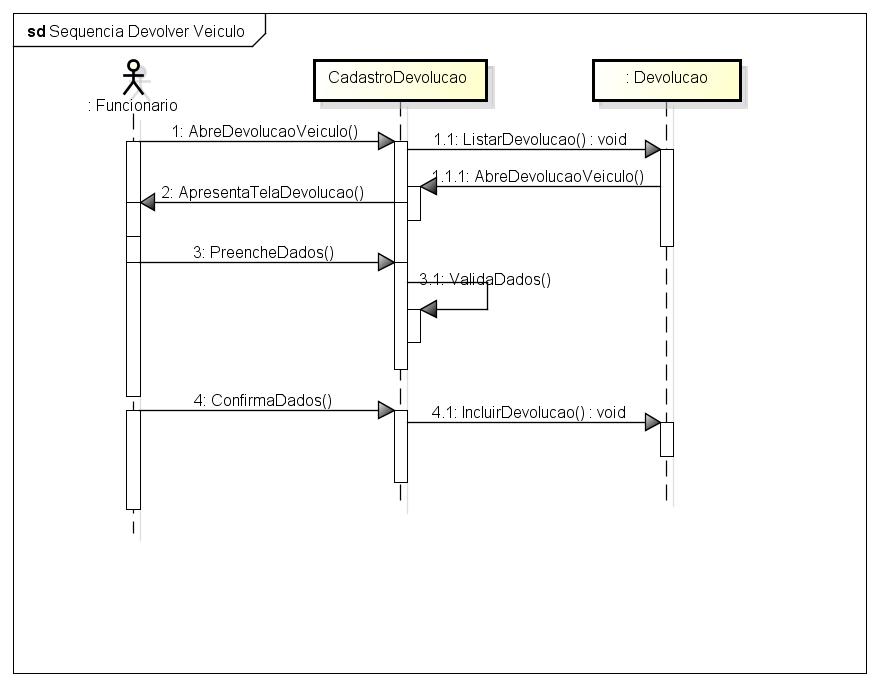 sd Sequencia Devolver Veiculo
: Funcionario
CadastroDevolucao
: Devolucao
1: AbreDevolucaoVeiculo()
1.1: ListarDevolucao() : void
1.1.1: AbreDevolucaoVeiculo()
2: ApresentaTelaDevolucao()
3: PreencheDados()
3.1: ValidaDados()
4: ConfirmaDados()
4.1: IncluirDevolucao() : void